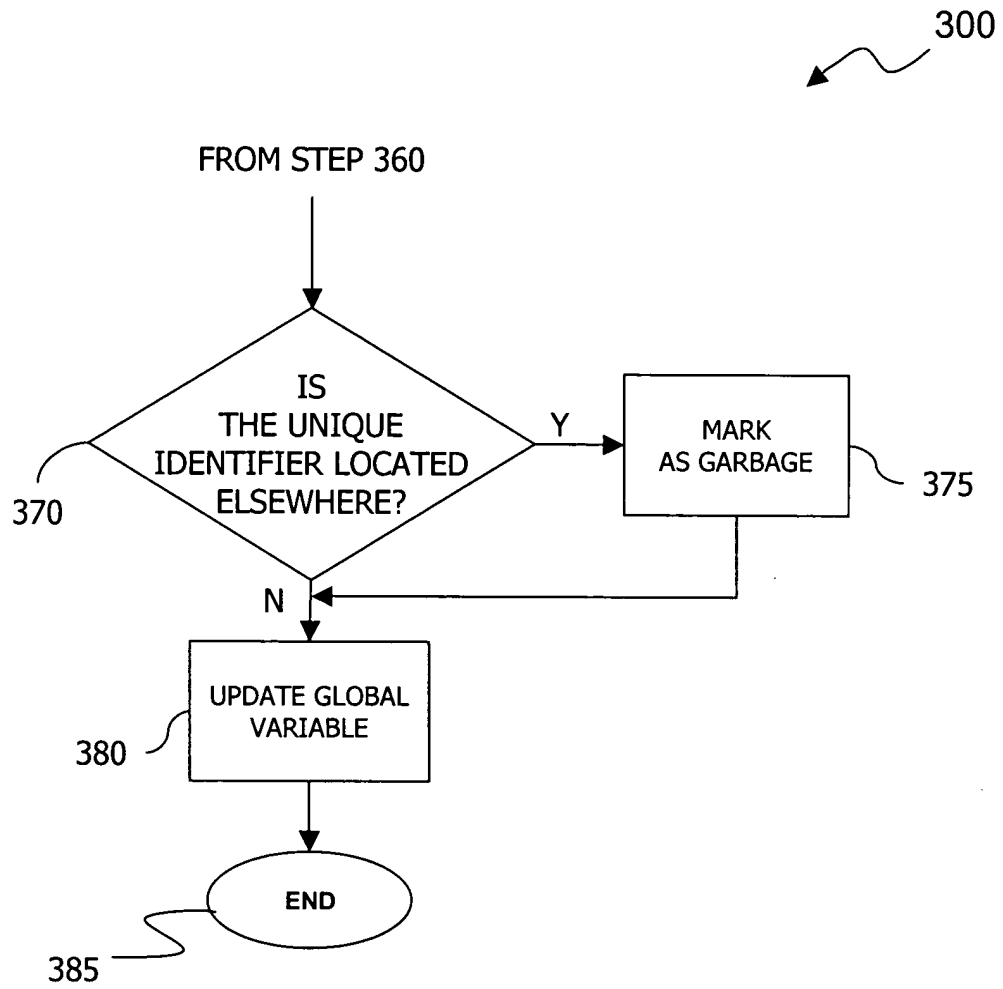 300
FROM STEP 360
IS
THE UNIQUE
IDENTIFIER LOCATED
ELSEWHERE?
370
Y
MARK
AS GARBAGE
375
N
UPDATE GLOBAL
VARIABLE
380
END
385